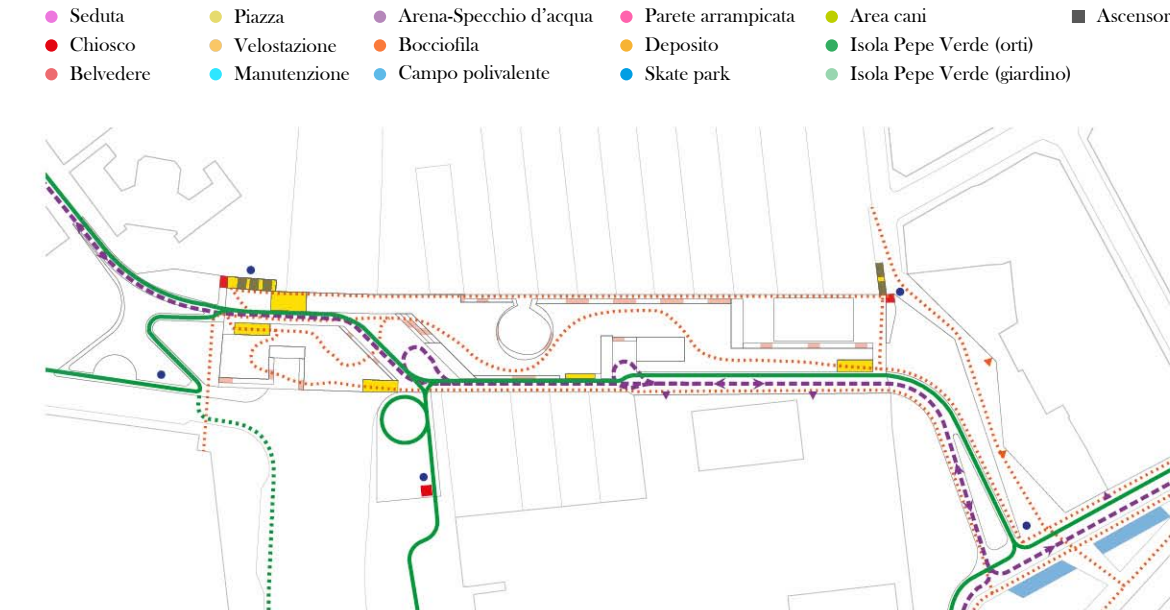 Seduta Piazza Arena-Specchio d’acqua Parete arrampicata Area cani Ascensor
Chiosco Velostazione Bocciofila Deposito Isola Pepe Verde (orti)
Belvedere Manutenzione Campo polivalente Skate park Isola Pepe Verde (giardino)